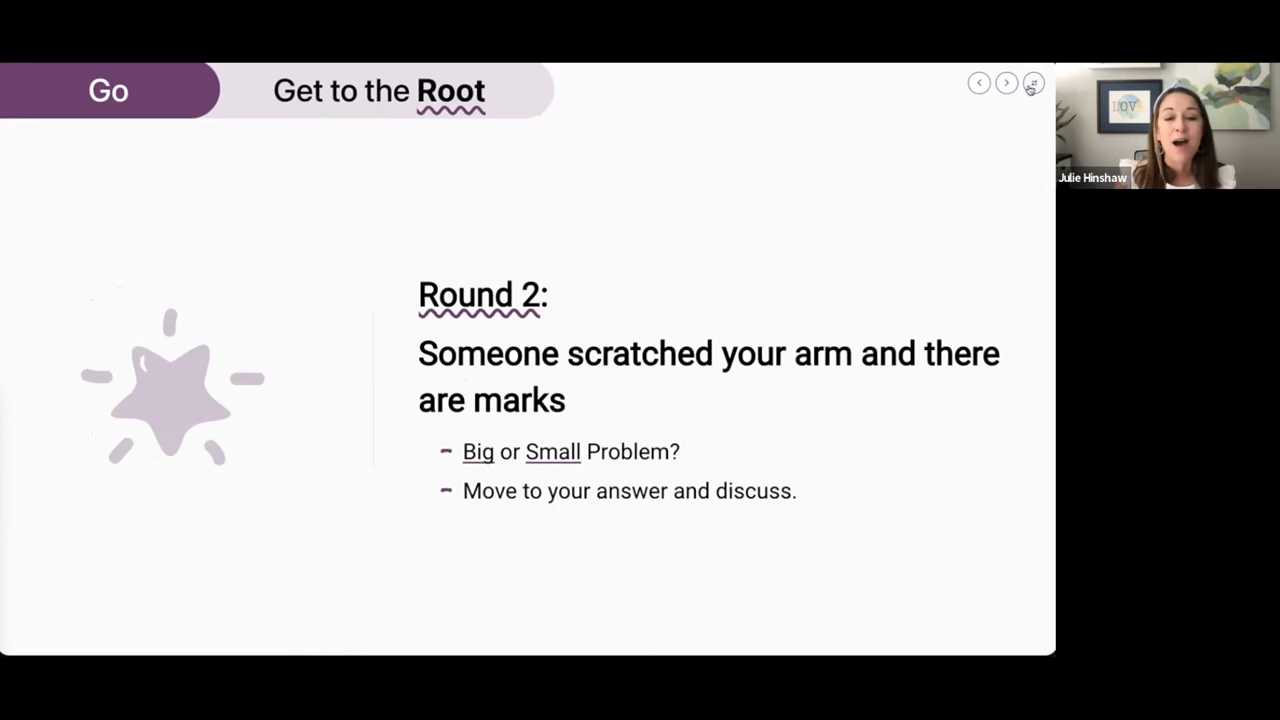 Go
Get to the Root
Julie Hinshaw
Round 2:
Someone scratched your arm and there
are marks
- Big or Small Problem?
- Move to your answer and discuss.